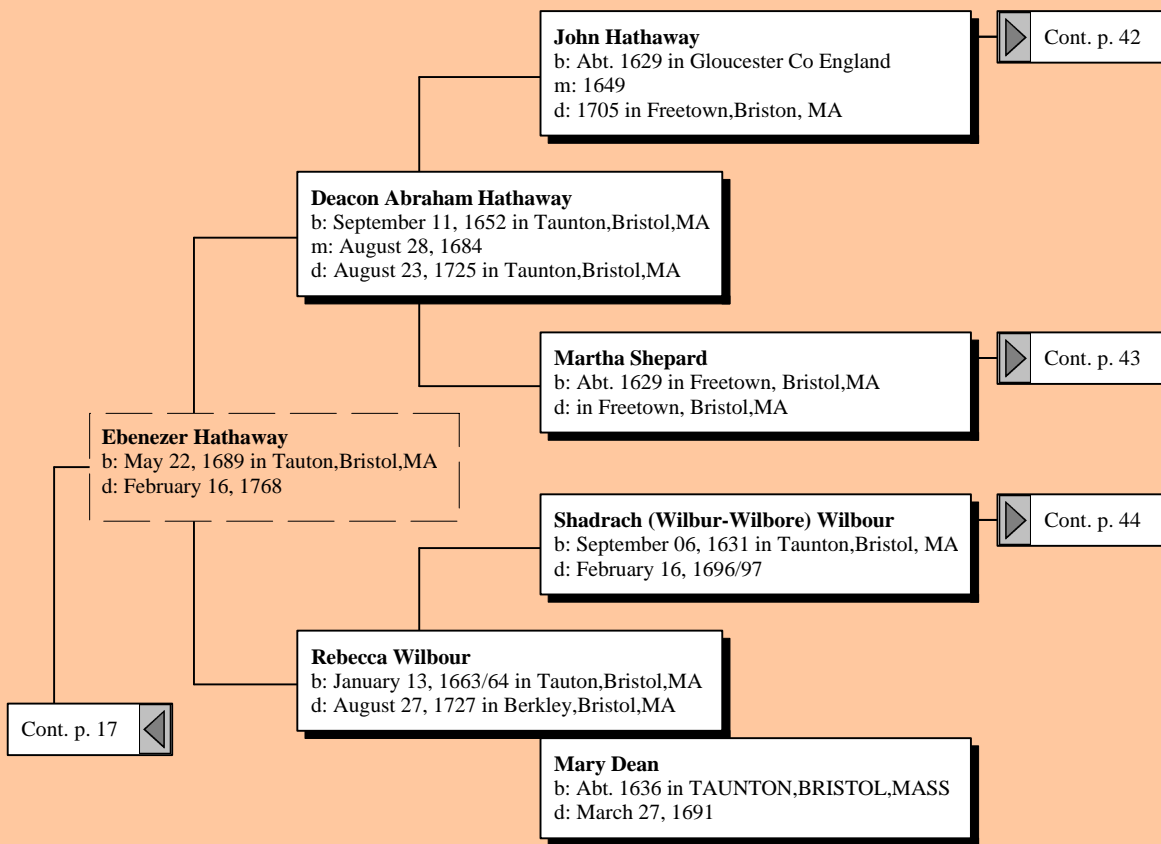 John Hathaway
b: Abt. 1629 in Gloucester Co England
m: 1649
d: 1705 in Freetown,Briston, MA
Cont. p. 42
Deacon Abraham Hathaway
b: September 11, 1652 in Taunton,Bristol,MA
m: August 28, 1684
d: August 23, 1725 in Taunton,Bristol,MA
Martha Shepard
b: Abt. 1629 in Freetown, Bristol,MA
d: in Freetown, Bristol,MA
Cont. p. 43
Ebenezer Hathaway
b: May 22, 1689 in Tauton,Bristol,MA
d: February 16, 1768
Shadrach (Wilbur-Wilbore) Wilbour
b: September 06, 1631 in Taunton,Bristol, MA
d: February 16, 1696/97
Cont. p. 44
Rebecca Wilbour
b: January 13, 1663/64 in Tauton,Bristol,MA
d: August 27, 1727 in Berkley,Bristol,MA
Cont. p. 17
Mary Dean
b: Abt. 1636 in TAUNTON,BRISTOL,MASS
d: March 27, 1691